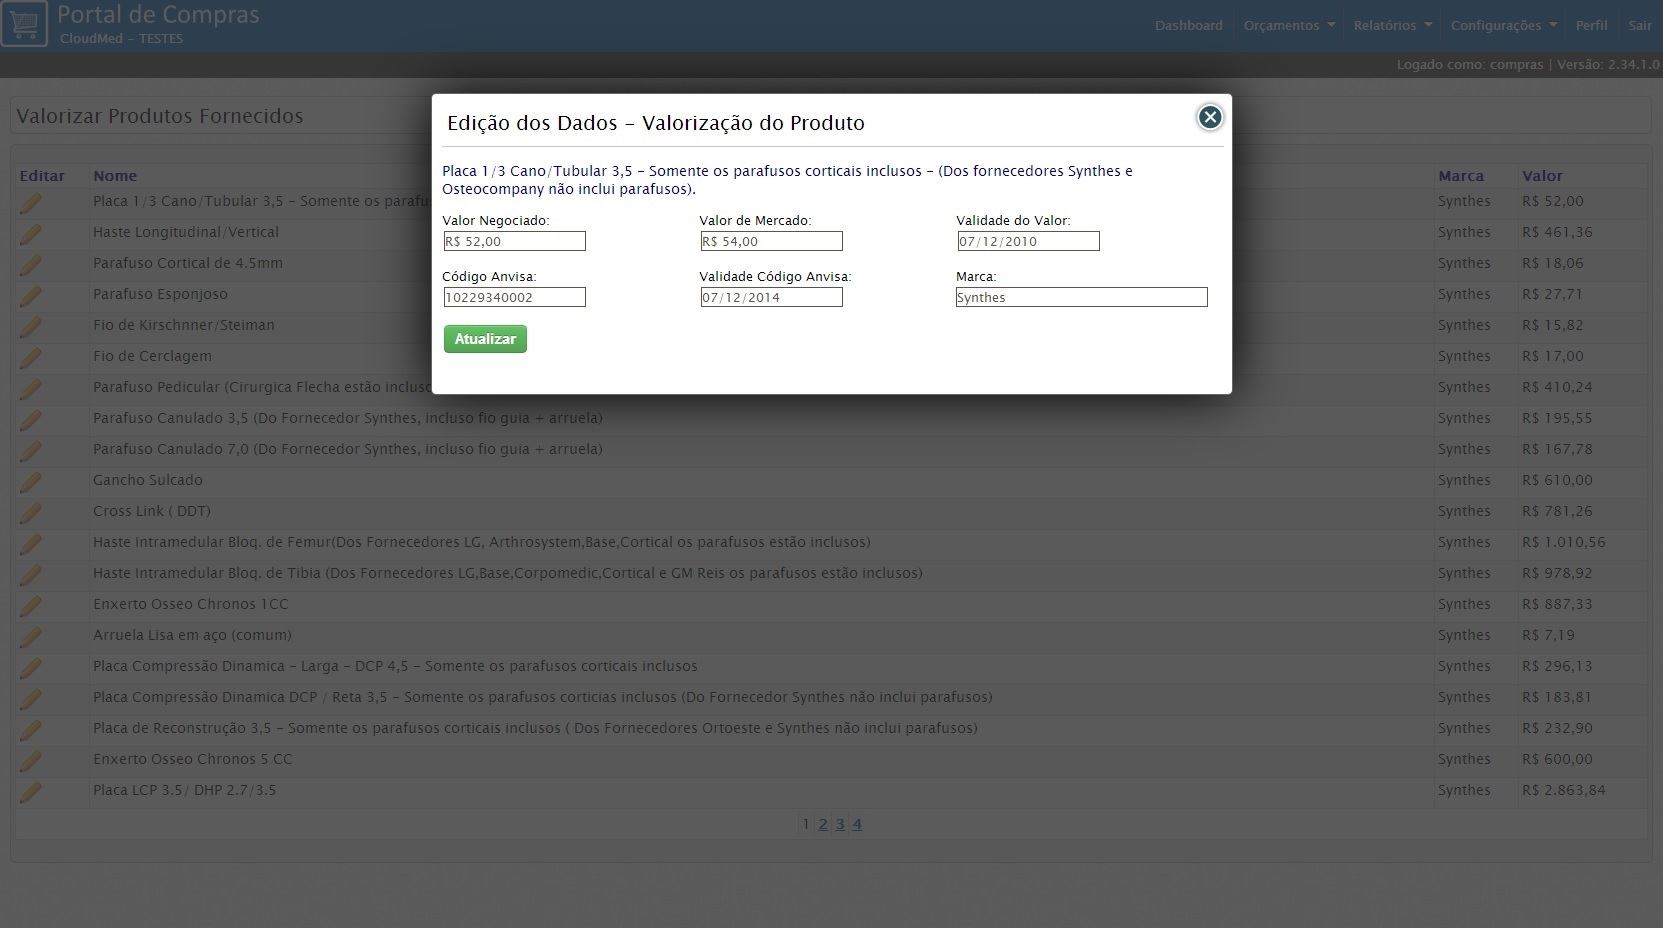 Portal de Compras
CloudMed - TESTES
Dashboard Orçamentos Relatórios Configurações Perfil Sair
Logado como: compras | Versão: 2.34.1.0
Valorizar Produtos Fornecidos
Edição dos Dados - Valorização do Produto
Placa 1/3 Cano/Tubular 3,5 - Somente os parafusos corticais inclusos - (Dos fornecedores Synthes e
Osteocompany não inclui parafusos).
Valor Negociado: Valor de Mercado: Validade do Valor:
R$ 52,00 R$ 54,00 07/12/2010
Código Anvisa: Validade Código Anvisa: Marca:
10229340002 07/12/2014 Synthes
Atualizar
Editar Nome Marca Valor
Placa 1/3 Cano/Tubular 3,5 - Somente os Synthes R$ 52,00
Haste Longitudinal/Vertical Synthes R$ 461,36
Parafuso Cortical de 4.5mm Synthes R$ 18,06
Parafuso Esponjoso Synthes R$ 27,71
Fio de Kirschnner/Steiman Synthes R$ 15,82
Fio de Cerclagem Synthes R$ 17,00
Parafuso Pedicular (Cirurgica Flecha estão Synthes R$ 410,24
Parafuso Canulado 3,5 (Do Fornecedor Synthes, incluso fio guia + arruela) Synthes R$ 195,55
Parafuso Canulado 7,0 (Do Fornecedor Synthes, incluso fio guia + arruela) Synthes R$ 167,78
Gancho Sulcado Synthes R$ 610,00
Cross Link ( DDT) Synthes R$ 781,26
Haste Intramedular Bloq. de Femur(Dos Fornecedores LG, Arthrosystem,Base,Cortical os parafusos estão inclusos) Synthes R$ 1.010,56
Haste Intramedular Bloq. de Tibia (Dos Fornecedores LG,Base,Corpomedic,Cortical e GM Reis os parafusos estão inclusos) Synthes R$ 978,92
Enxerto Osseo Chronos 1CC Synthes R$ 887,33
Arruela Lisa em aço (comum) Synthes R$ 7,19
Placa Compressão Dinamica - Larga - DCP 4,5 - Somente os parafusos corticais inclusos Synthes R$ 296,13
Placa Compressão Dinamica DCP / Reta 3,5 - Somente os parafusos corticias inclusos (Do Fornecedor Synthes não inclui parafusos) Synthes R$ 183,81
Placa de Reconstrução 3,5 - Somente os parafusos corticais inclusos ( Dos Fornecedores Ortoeste e Synthes não inclui parafusos) Synthes R$ 232,90
Enxerto Osseo Chronos 5 CC Synthes R$ 600,00
Placa LCP 3.5/ DHP 2.7/3.5 Synthes R$ 2.863,84
1 2 3 4